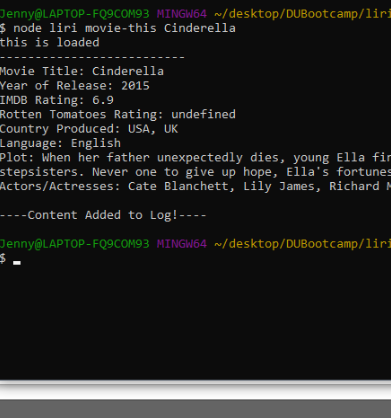 Jenny@LAPTOP-FQ9COM93 MINGW64 ~/desktop/DUBootcamp/liri
$ node liri movie-this Cinderella
this is loaded
-------------------------
Movie Title: Cinderella
Year of Release: 2015
IMDB Rating: 6.9
Rotten Tomatoes Rating: undefined
Country Produced: USA, UK
Language: English
Plot: When her father unexpectedly dies, young Ella fin
stepsisters. Never one to give up hope, Ella's fortunes
Actors/Actresses: Cate Blanchett, Lily James, Richard M
----Content Added to Log!----
Jenny@LAPTOP-FQ9COM93 MINGW64 ~/desktop/DUBootcamp/liri
$